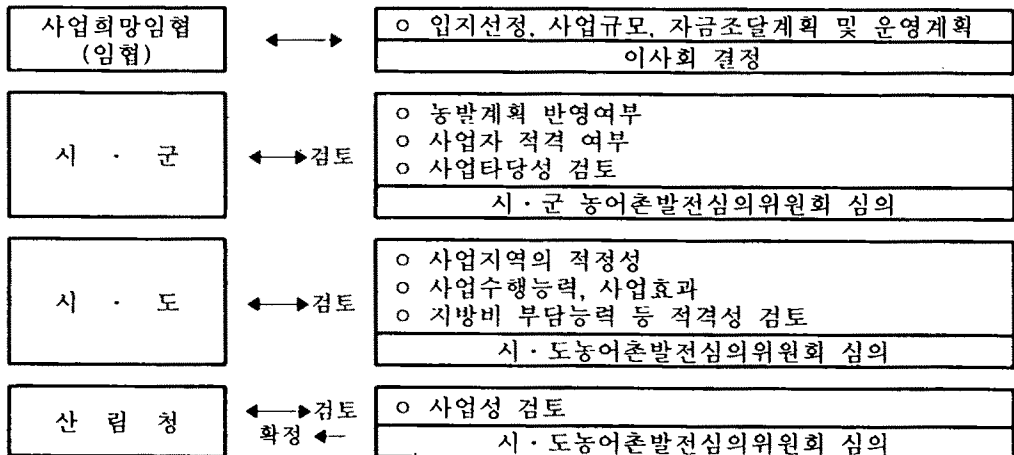 사업희망임협
(임협)
○ 입지선정, 사업규모, 자금조달계획 및 운영계획
이사회 결정
시 · 군
검토
○ 농발계획 반영여부
○ 사업자 적격 여부
○ 사업타당성 검토
시 · 군 농어촌발전심의위원회 심의
시 · 도
검토
○ 사업지역의 적정성
○ 사업수행능력, 사업효과
○ 지방비 부담능력 등 적격성 검토
시 · 도농어촌발전심의위원회 심의
산 림 청
검토
확정
○ 사업성 검토
시 · 도농어촌발전심의위원회 심의